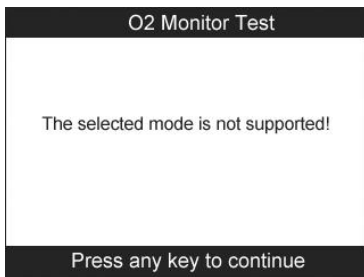 O2 Monitor Test
The selected mode is not supported!
Press any key to continue